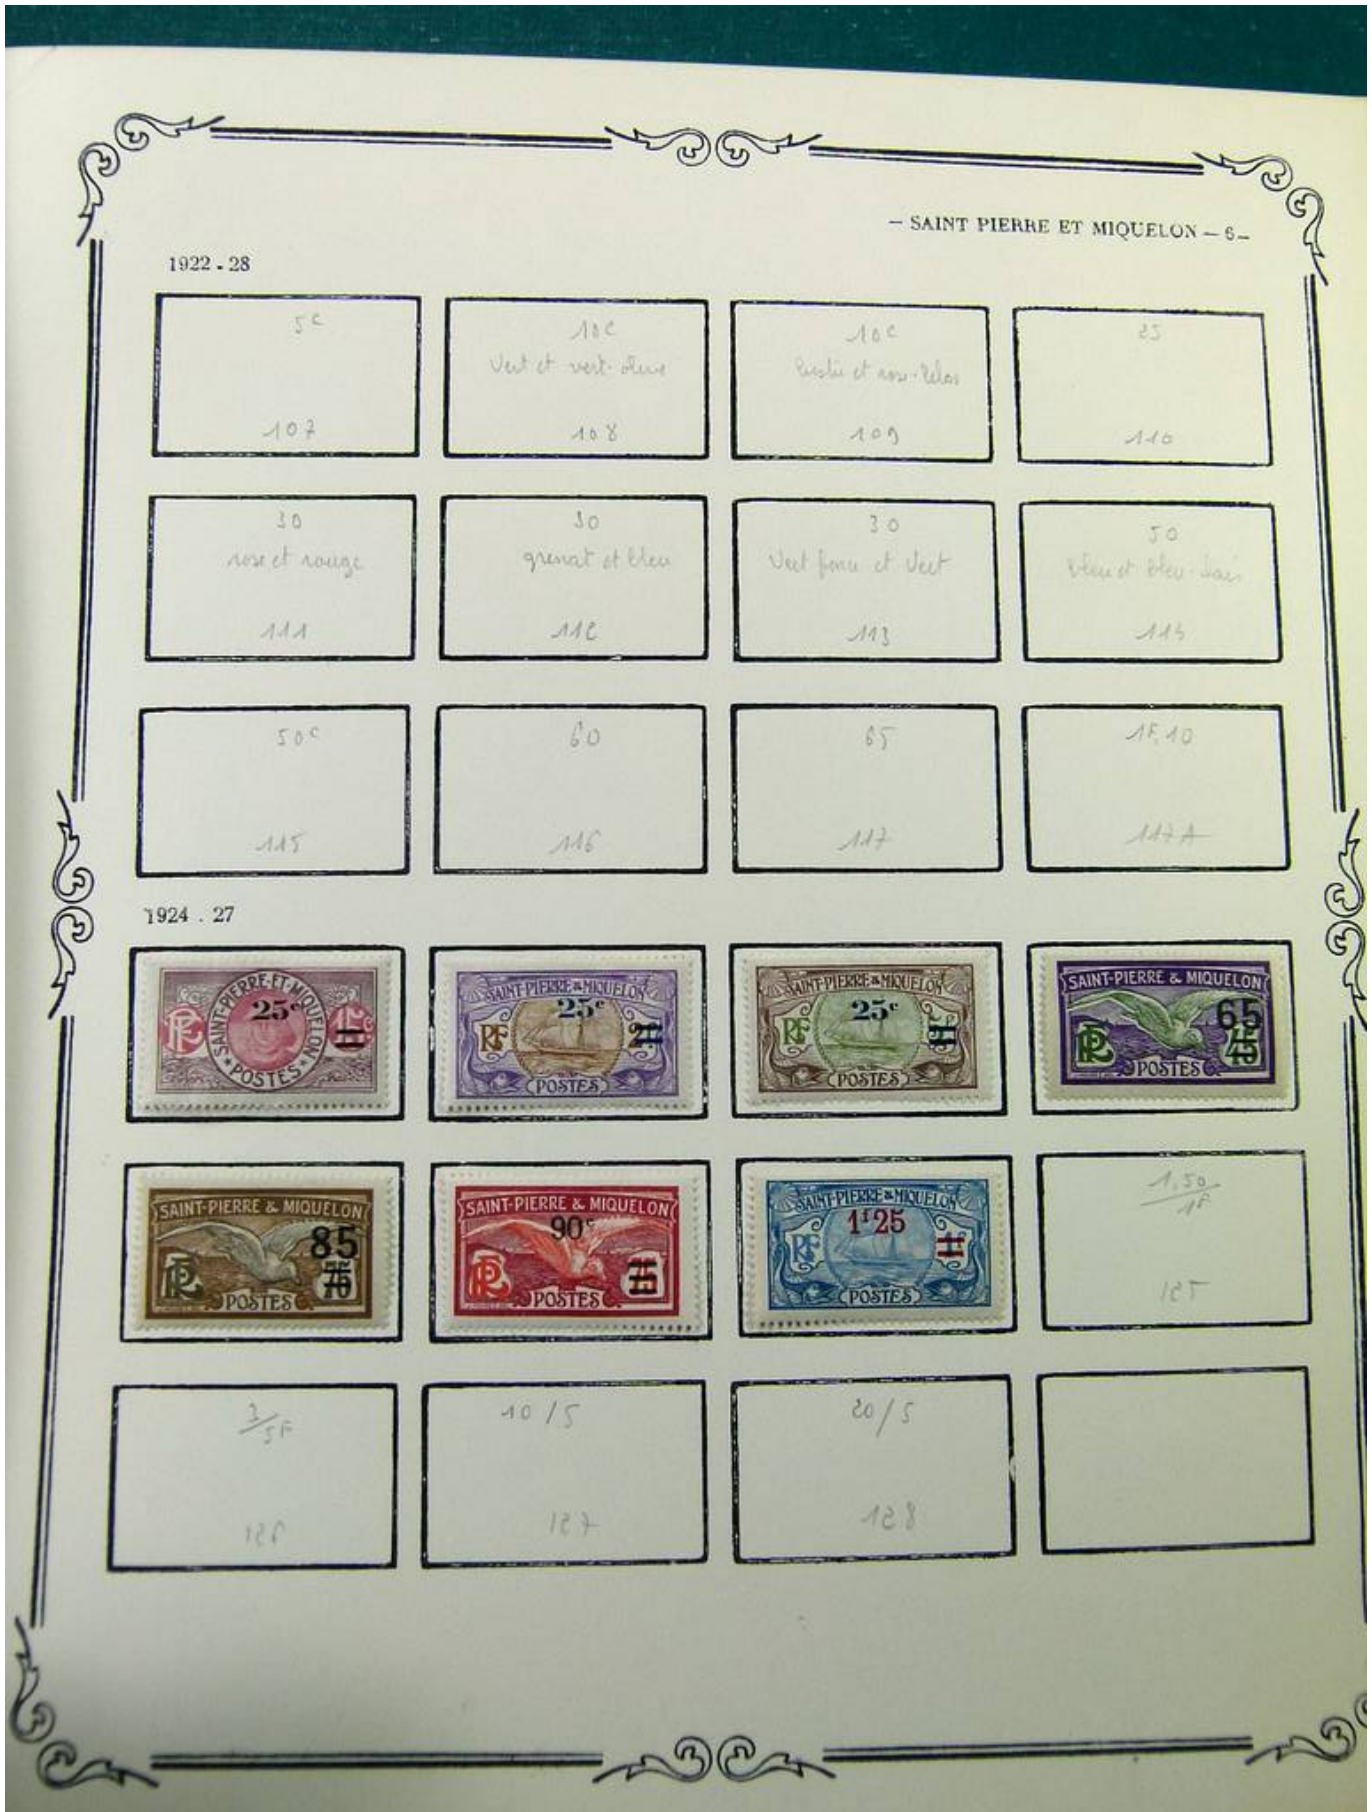 — SAINT PIERRE ET MIQUELON — 6 —
1922 - 28
5c
107
10c
Vert et vert-olive
108
10c
109
25
110
30
rose et rouge
111
30
grenat et bleu
112
30
Vert foncé et Vert
113
50
bleu et bleu-clair
114
50c
115
60
116
65
117
1F,10
117A
1924 . 27
SAINT-PIERRE-ET-MIQUELON
25c
RF
POSTES
SAINT-PIERRE & MIQUELON
25c
RF
POSTES
SAINT-PIERRE & MIQUELON
25c
RF
POSTES
SAINT-PIERRE & MIQUELON
65
45
RF
POSTES
SAINT-PIERRE & MIQUELON
85
75
RF
POSTES
SAINT-PIERRE & MIQUELON
90c
75
RF
POSTES
SAINT-PIERRE & MIQUELON
1f25
RF
POSTES
1,50
1F
125
3
5F
126
10/5
127
20/5
128